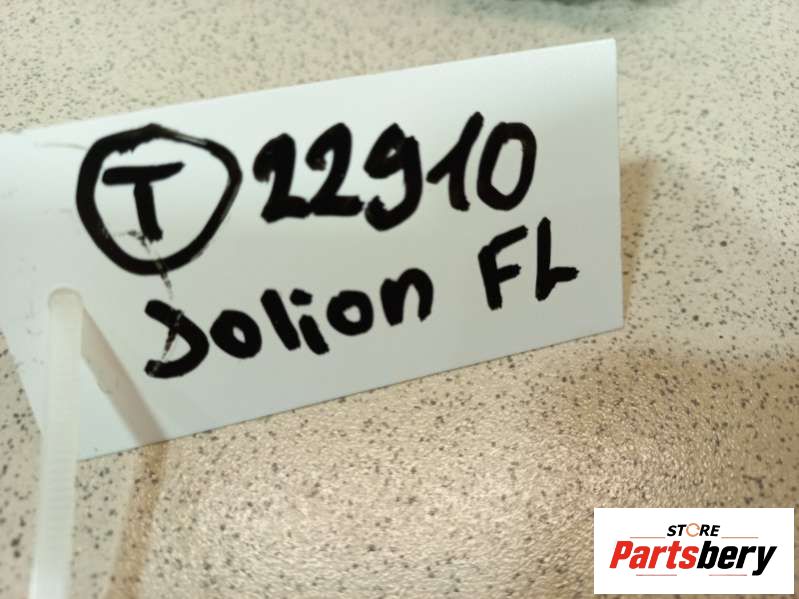 T 22910
Jolion FL
STORE
Partsbery